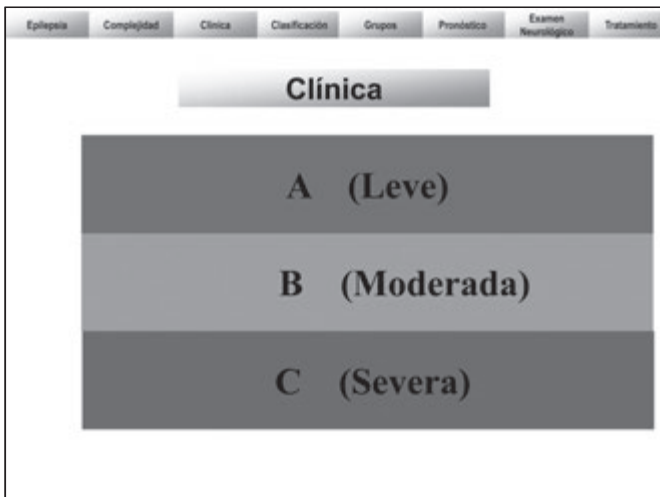 Epilepsia Complejidad Clínica Clasificación Grupos Pronóstico Examen Neurológico Tratamiento
Clínica
A (Leve)
B (Moderada)
C (Severa)